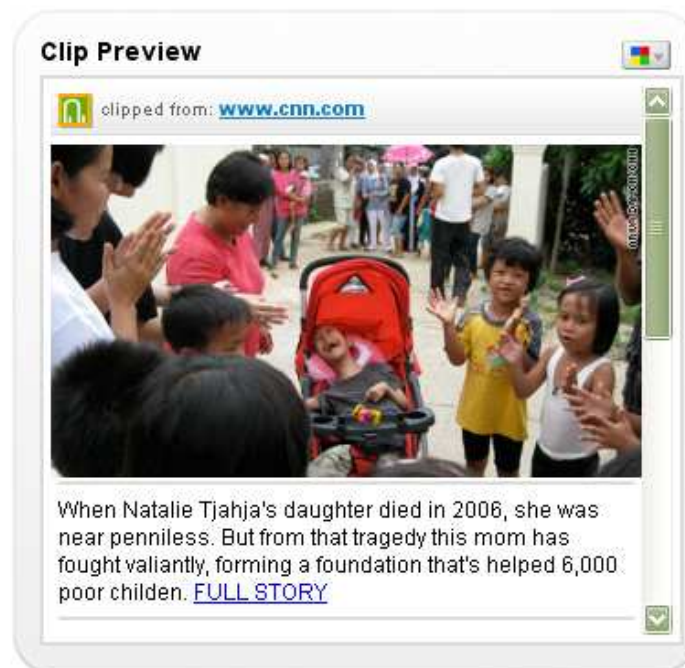 Clip Preview
clipped from: www.cnn.com
When Natalie Tjahja's daughter died in 2006, she was
near penniless. But from that tragedy this mom has
fought valiantly, forming a foundation that's helped 6,000
poor childen. FULL STORY